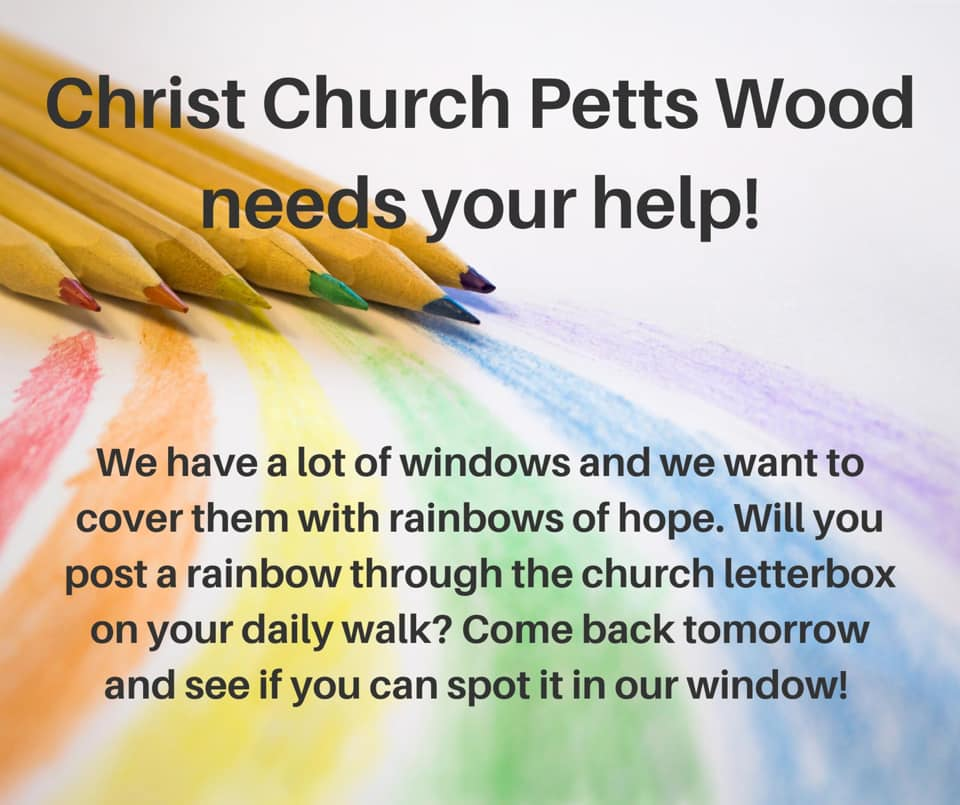 Christ Church Petts Wood
needs your help!
We have a lot of windows and we want to
cover them with rainbows of hope. Will you
post a rainbow through the church letterbox
on your daily walk? Come back tomorrow
and see if you can spot it in our window!